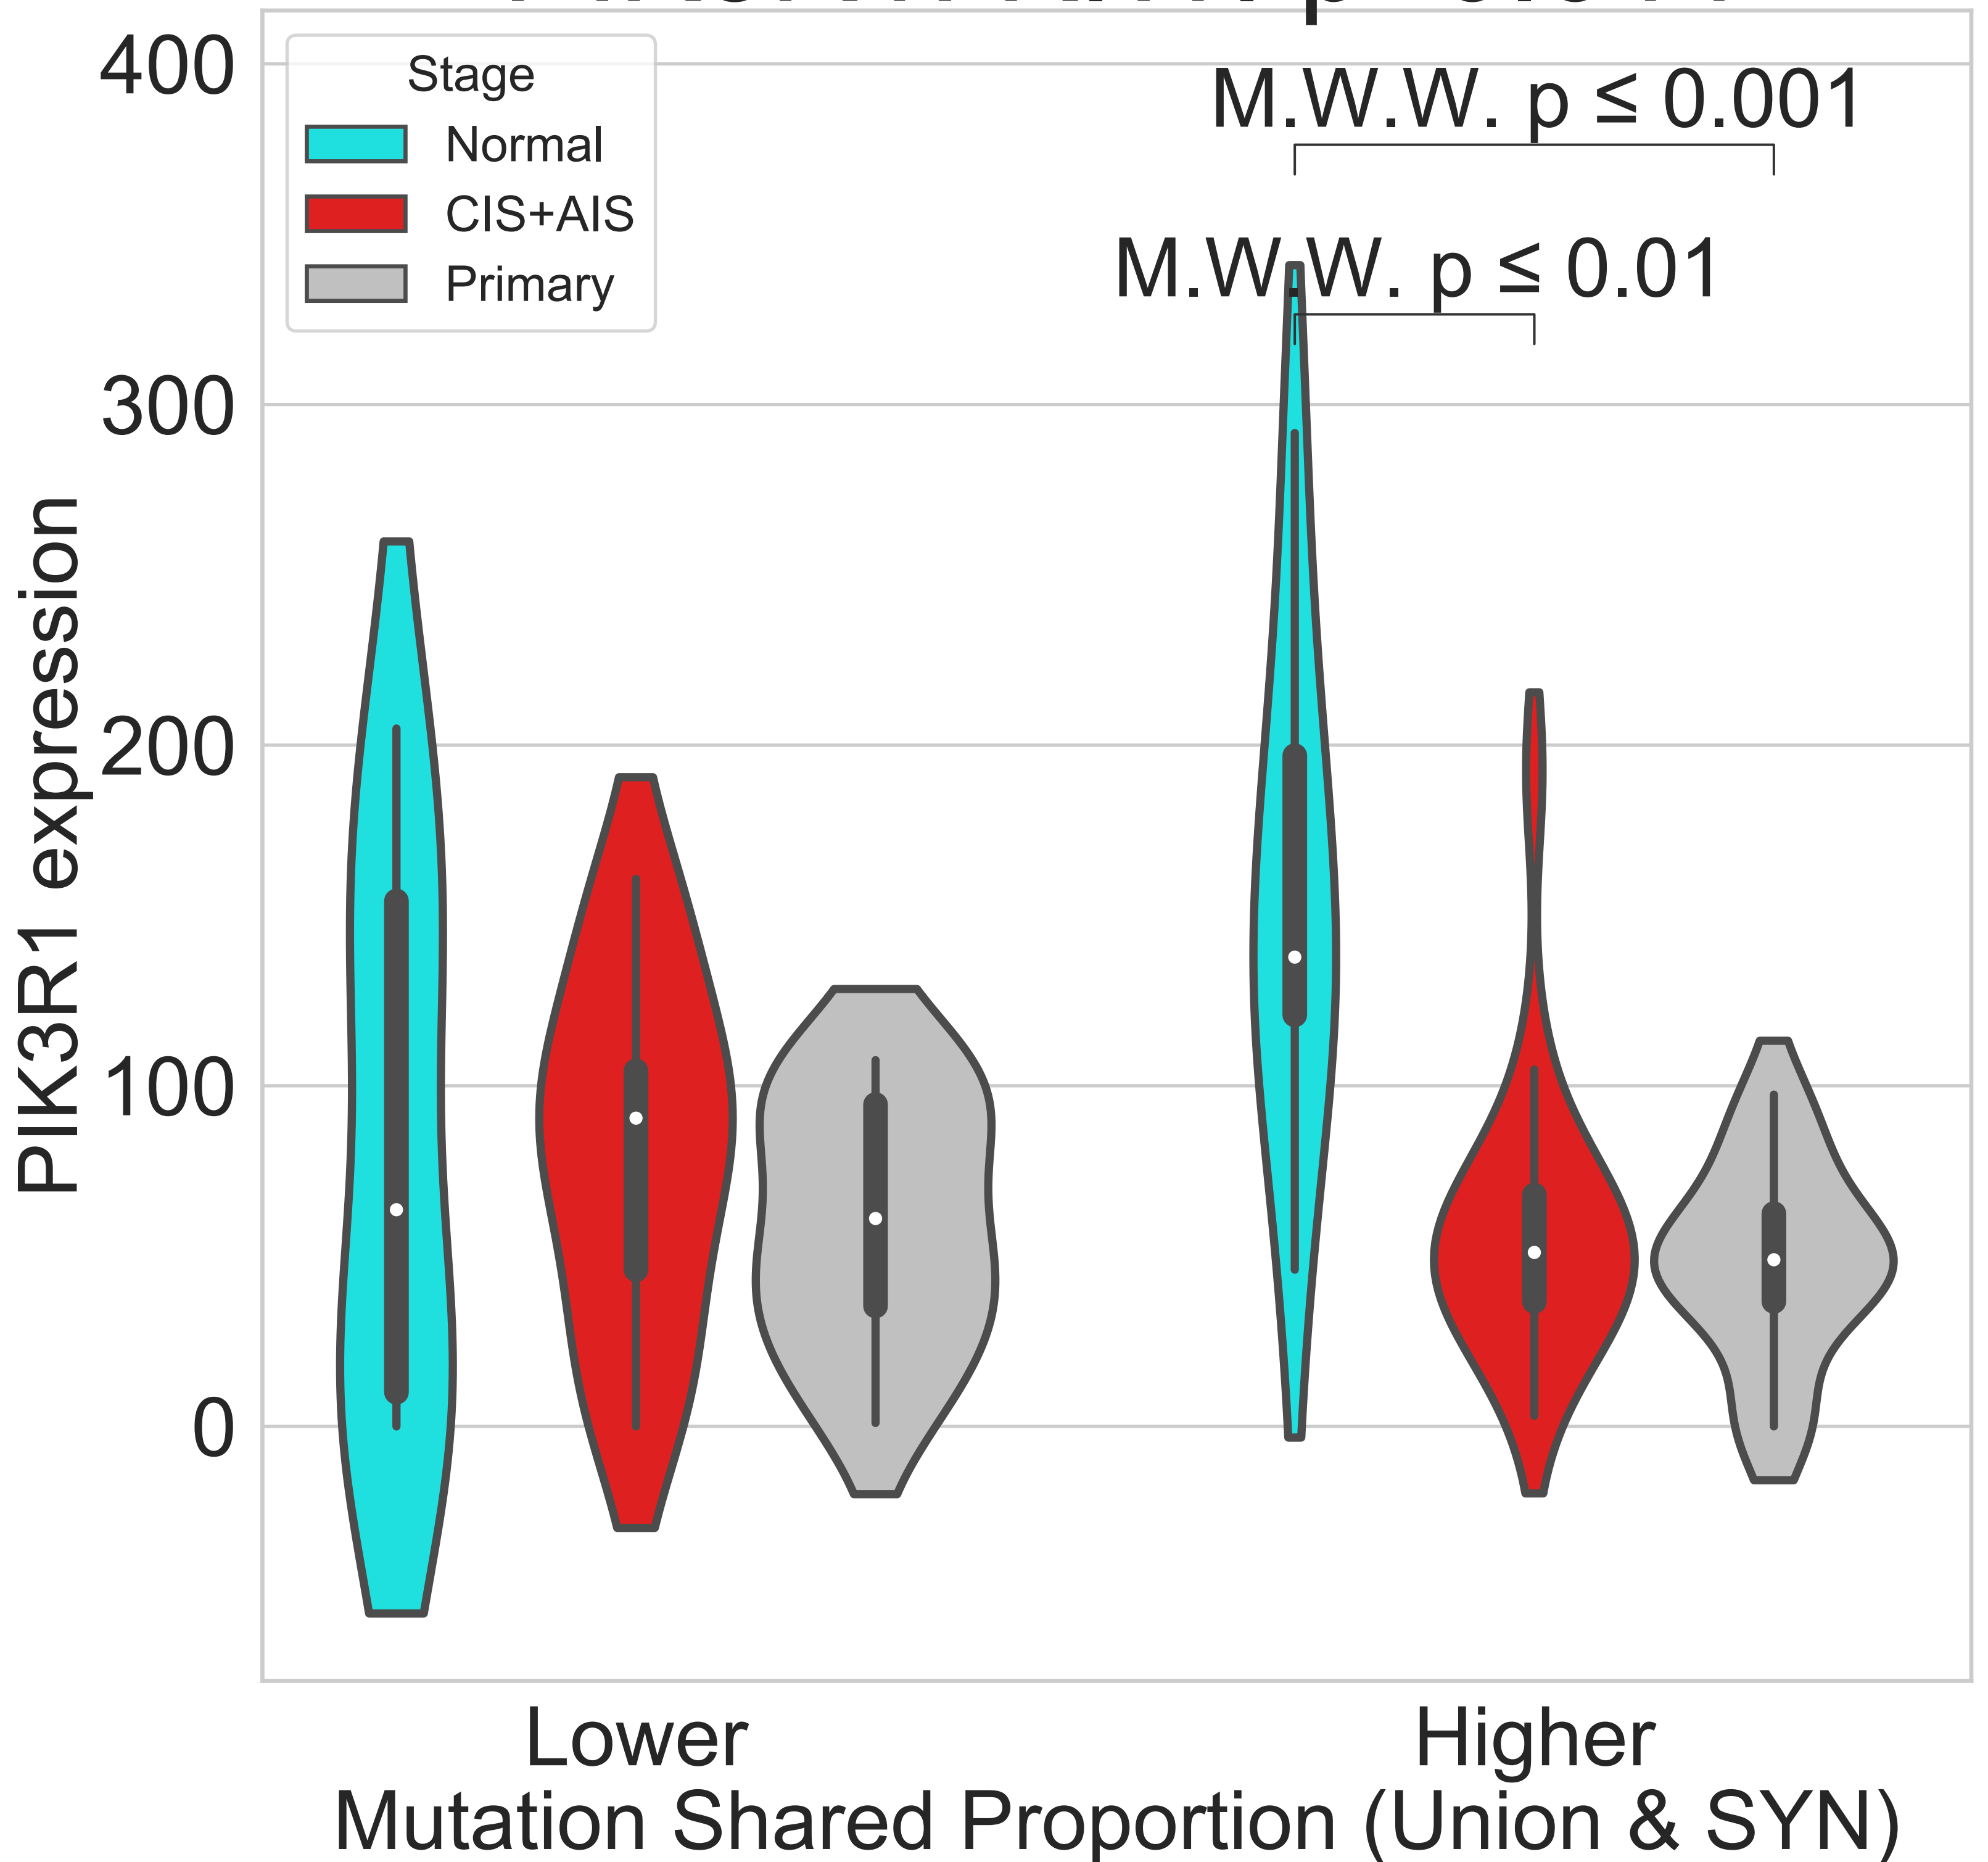 400
300
200
100
0
PIK3R1 expression
Stage
Normal
CIS+AIS
Primary
M.W.W. p ≤ 0.001
M.W.W. p ≤ 0.01
Lower
Higher
Mutation Shared Proportion (Union & SYN)